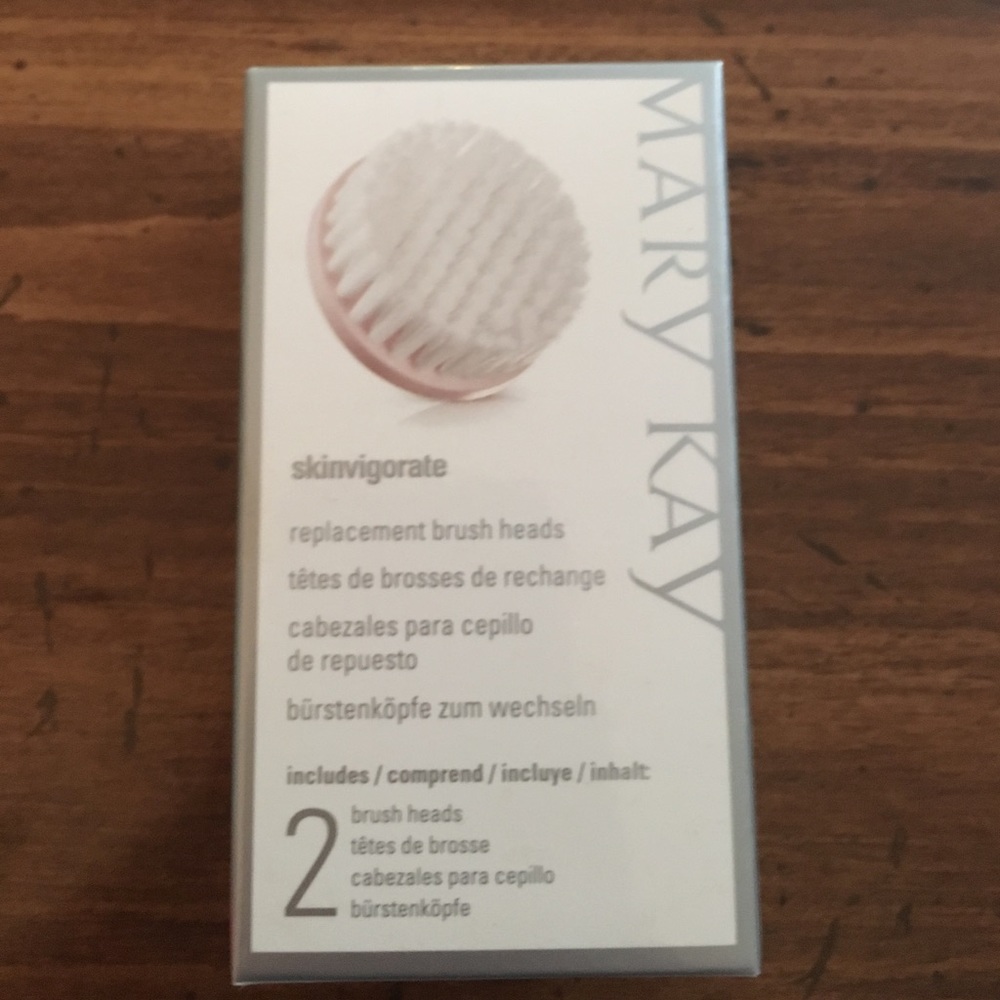 MARY KAY
skinvigorate
replacement brush heads
têtes de brosses de rechange
cabezales para cepillo
de repuesto
bürstenköpfe zum wechseln
includes / comprend / incluye / inhalt:
2
brush heads
têtes de brosse
cabezales para cepillo
bürstenköpfe